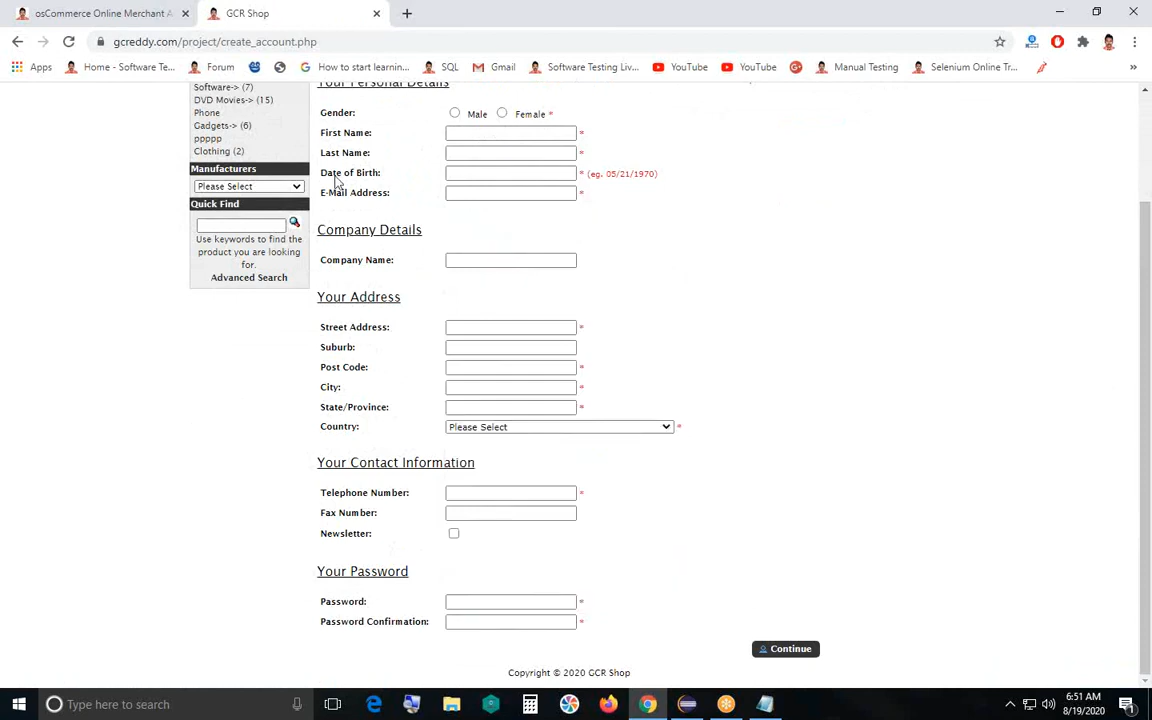 osCommerce Online Merchant A
GCR Shop
gcreddy.com/project/create_account.php
Apps
Home - Software Te...
Forum
How to start learnin...
SQL
Gmail
Software Testing Liv...
YouTube
YouTube
Manual Testing
Selenium Online Tr...
»
Your Personal Details
Software-> (7)
DVD Movies-> (15)
Phone
Gadgets-> (6)
ppppp
Clothing (2)
Manufacturers
Please Select
Quick Find
Use keywords to find the
product you are looking
for.
Advanced Search
Gender: Male Female *
First Name: *
Last Name: *
Date of Birth: * (eg. 05/21/1970)
E-Mail Address: *
Company Details
Company Name:
Your Address
Street Address: *
Suburb:
Post Code: *
City: *
State/Province: *
Country: Please Select *
Your Contact Information
Telephone Number: *
Fax Number:
Newsletter:
Your Password
Password: *
Password Confirmation: *
Continue
Copyright © 2020 GCR Shop
Type here to search
6:51 AM
8/19/2020
1